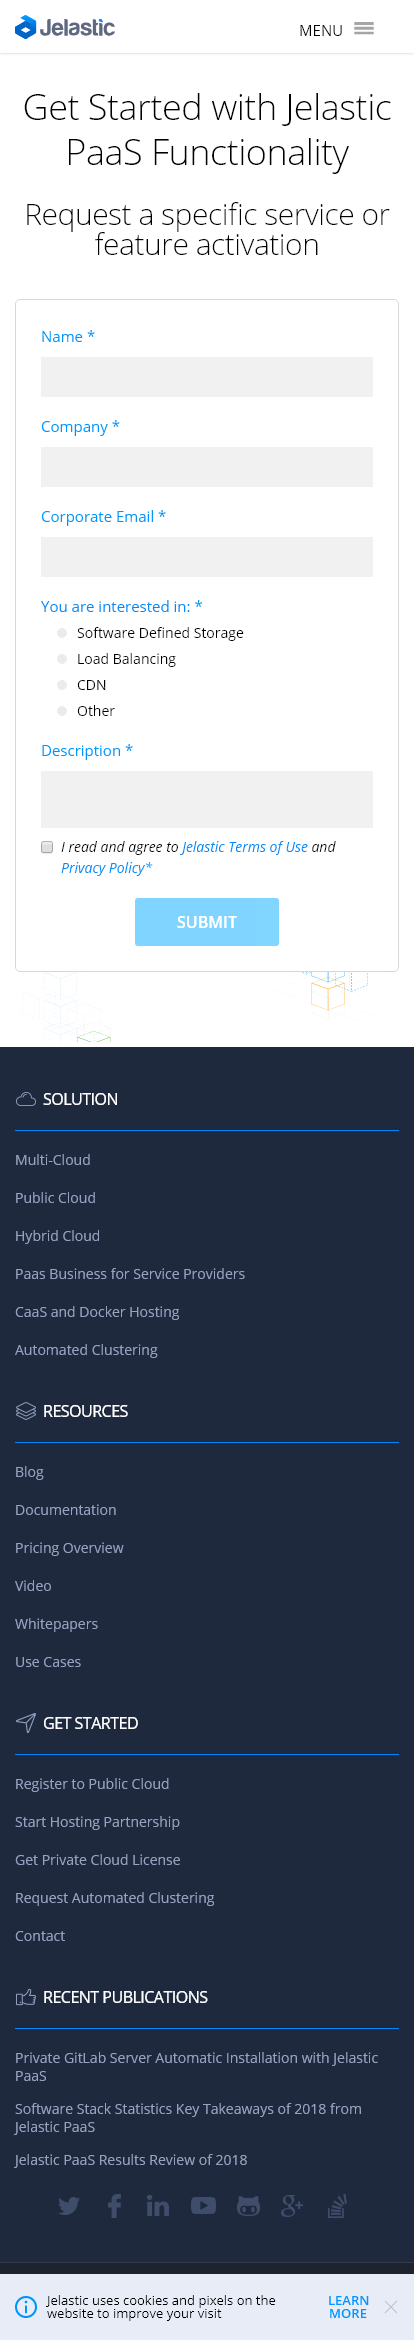 Jelastic
MENU
Get Started with Jelastic
PaaS Functionality
Request a specific service or
feature activation
Name *
Company *
Corporate Email *
You are interested in: *
Software Defined Storage
Load Balancing
CDN
Other
Description *
I read and agree to Jelastic Terms of Use and
Privacy Policy*
SUBMIT
SOLUTION
Multi-Cloud
Public Cloud
Hybrid Cloud
Paas Business for Service Providers
CaaS and Docker Hosting
Automated Clustering
RESOURCES
Blog
Documentation
Pricing Overview
Video
Whitepapers
Use Cases
GET STARTED
Register to Public Cloud
Start Hosting Partnership
Get Private Cloud License
Request Automated Clustering
Contact
RECENT PUBLICATIONS
Private GitLab Server Automatic Installation with Jelastic
PaaS
Software Stack Statistics Key Takeaways of 2018 from
Jelastic PaaS
Jelastic PaaS Results Review of 2018
Jelastic uses cookies and pixels on the
website to improve your visit
LEARN
MORE